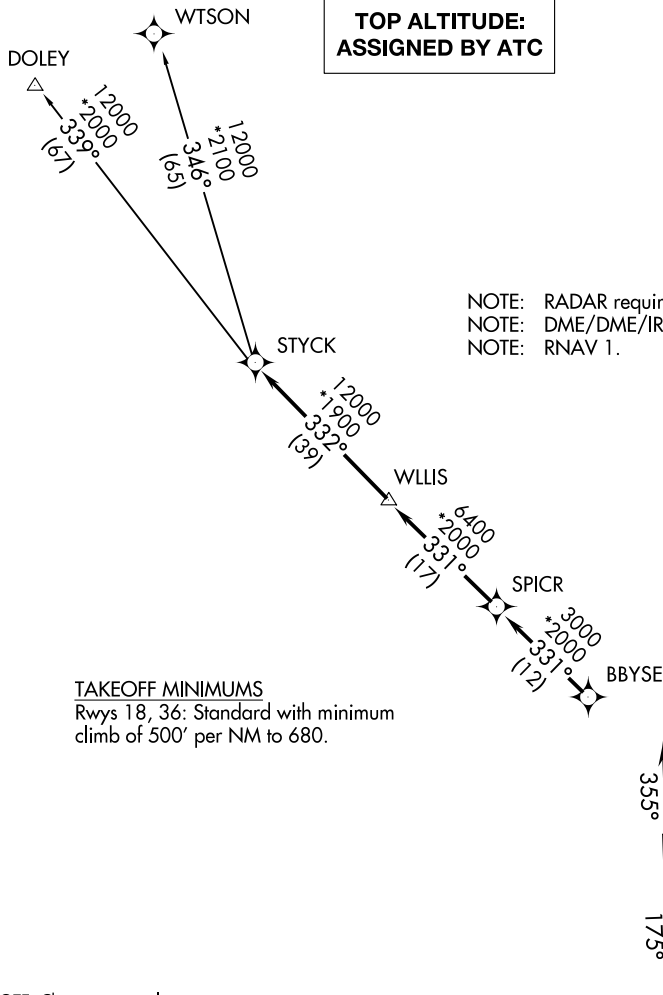 WTSON
TOP ALTITUDE:
ASSIGNED BY ATC
DOLEY
12000
*2000
339°
(67)
12000
*2100
346°
(65)
NOTE: RADAR requir
NOTE: DME/DME/IR
NOTE: RNAV 1.
STYCK
12000
*1900
332°
(39)
WLLIS
6400
*2000
331°
(17)
SPICR
3000
*2000
331°
(12)
BBYSE
TAKEOFF MINIMUMS
Rwys 18, 36: Standard with minimum
climb of 500' per NM to 680.
355°
175°